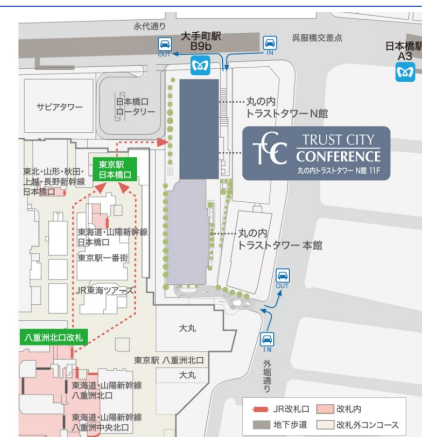 永代通り
大手町駅
B9b
呉服橋交差点
日本橋駅
A3
OUT
IN
サピアタワー
日本橋口
ロータリー
丸の内
トラストタワーN館
TRUST CITY
CONFERENCE
丸の内トラストタワー N館 11F
東京駅
日本橋口
東北・山形・秋田・
上越・長野新幹線
日本橋口
東海道・山陽新幹線
日本橋口
東京駅一番街
JR東海ツアーズ
丸の内
トラストタワー 本館
OUT
IN
八重洲北口改札
大丸
東京駅 八重洲北口
大丸
外堀通り
東海道・山陽新幹線
八重洲北口
東海道・山陽新幹線
八重洲中央北口
JR改札口
改札内
地下歩道
改札外コンコース